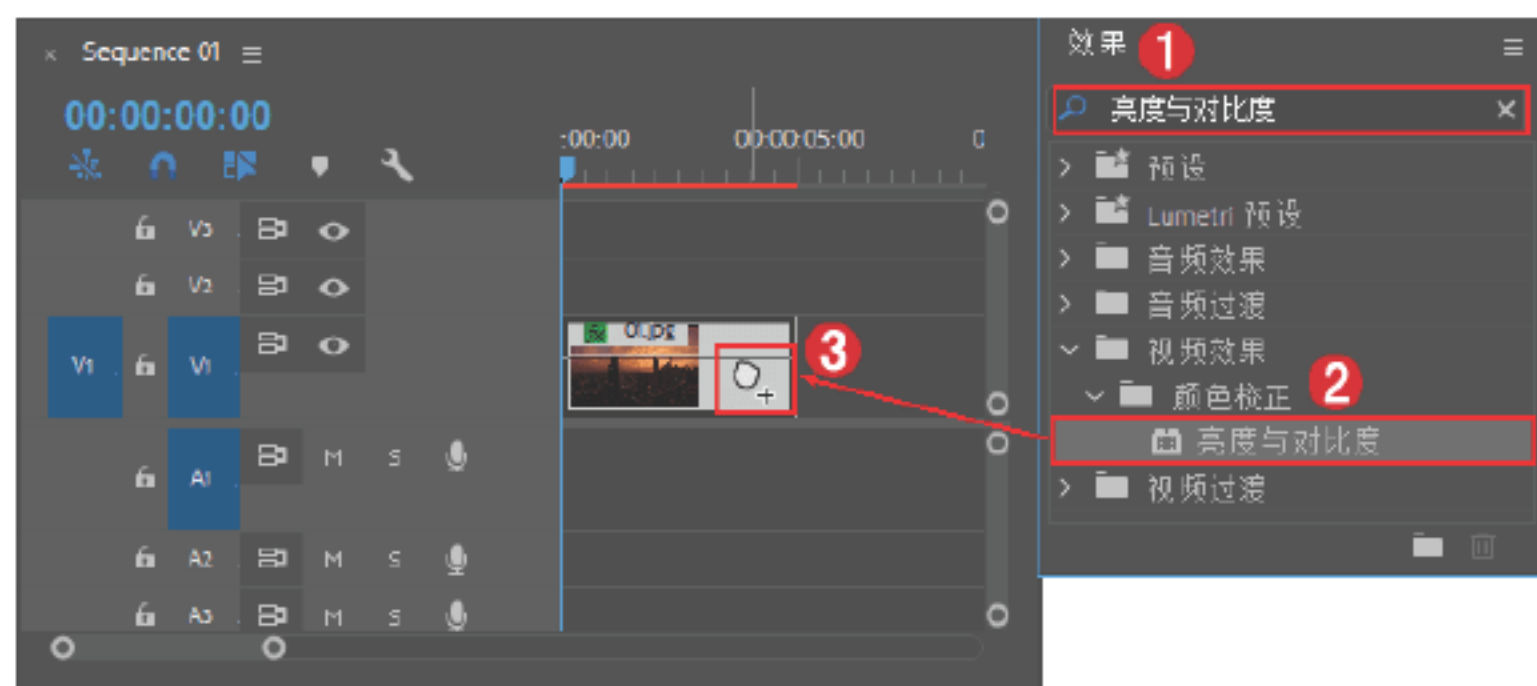 Sequence 01
00:00:00:00
:00:00 00:00:05:00 0
V3
V2
V1 V1
A1 M S
A2 M S
A3 M S
01.jpg
3
效果 1
亮度与对比度
预设
Lumetri 预设
音频效果
音频过渡
视频效果
颜色校正 2
亮度与对比度
视频过渡